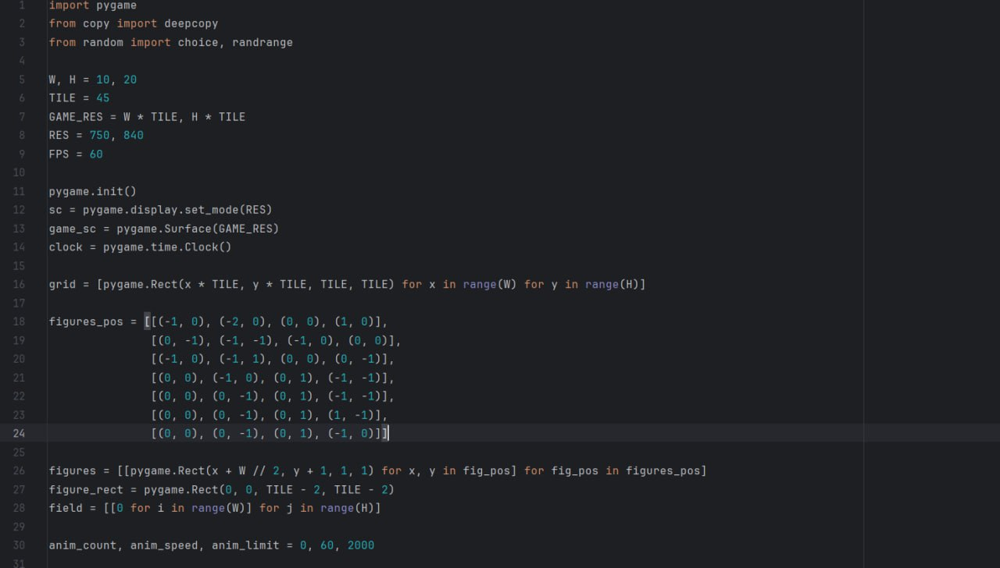 1 import pygame
2 from copy import deepcopy
3 from random import choice, randrange
4
5 W, H = 10, 20
6 TILE = 45
7 GAME_RES = W * TILE, H * TILE
8 RES = 750, 840
9 FPS = 60
10
11 pygame.init()
12 sc = pygame.display.set_mode(RES)
13 game_sc = pygame.Surface(GAME_RES)
14 clock = pygame.time.Clock()
15
16 grid = [pygame.Rect(x * TILE, y * TILE, TILE, TILE) for x in range(W) for y in range(H)]
17
18 figures_pos = [[(-1, 0), (-2, 0), (0, 0), (1, 0)],
19 [(0, -1), (-1, -1), (-1, 0), (0, 0)],
20 [(-1, 0), (-1, 1), (0, 0), (0, -1)],
21 [(0, 0), (-1, 0), (0, 1), (-1, -1)],
22 [(0, 0), (0, -1), (0, 1), (-1, -1)],
23 [(0, 0), (0, -1), (0, 1), (1, -1)],
24 [(0, 0), (0, -1), (0, 1), (-1, 0)]]
25
26 figures = [[pygame.Rect(x + W // 2, y + 1, 1, 1) for x, y in fig_pos] for fig_pos in figures_pos]
27 figure_rect = pygame.Rect(0, 0, TILE - 2, TILE - 2)
28 field = [[0 for i in range(W)] for j in range(H)]
29
30 anim_count, anim_speed, anim_limit = 0, 60, 2000
31